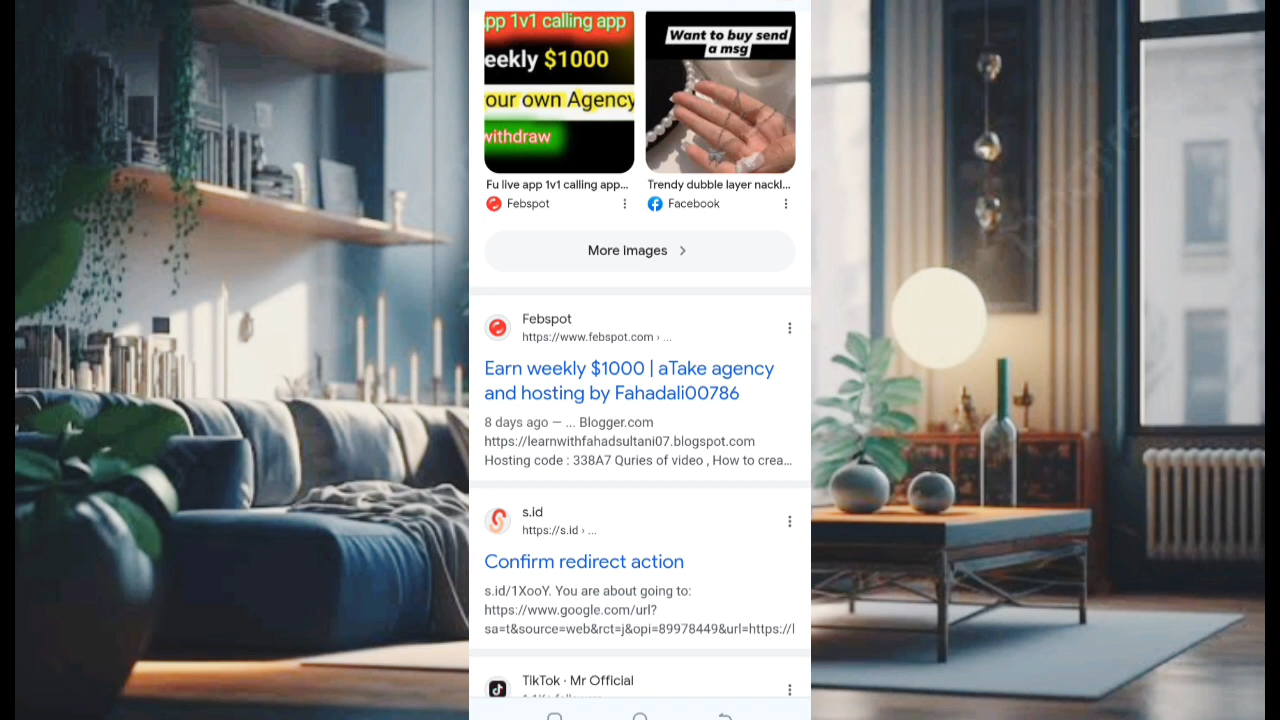 pp 1v1 calling app
eekly $1000
our own Agency
withdraw
Want to buy send
a msg
Fu live app 1v1 calling app...
Trendy dubble layer neckl...
Febspot
Facebook
More images
Febspot
https://www.febspot.com › ...
Earn weekly $1000 | aTake agency
and hosting by Fahadali00786
8 days ago — ... Blogger.com
https://learnwithfahadsultani07.blogspot.com
Hosting code : 338A7 Quries of video , How to crea...
s.id
https://s.id › ...
Confirm redirect action
s.id/1XooY. You are about going to:
https://www.google.com/url?
sa=t&source=web&rct=j&opi=89978449&url=https://l
TikTok · Mr Official